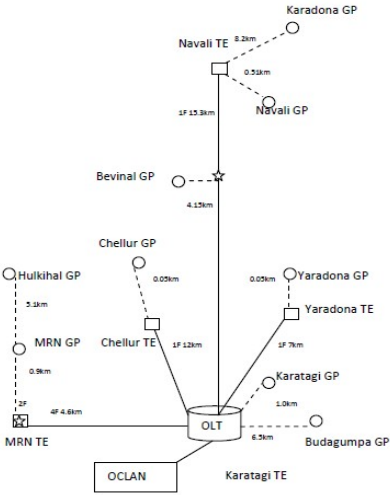 Karadona GP
8.2km
Navali TE
0.51km
Navali GP
1F 15.3km
Bevinal GP
4.15km
Chellur GP
0.05km
0.05km
Yaradona GP
Hulkihal GP
5.1km
Yaradona TE
MRN GP
Chellur TE
1F 12km
1F 7km
0.9km
Karatagi GP
2F
4F 4.6km
1.0km
OLT
MRN TE
6.5km
Budagumpa GP
OCLAN
Karatagi TE